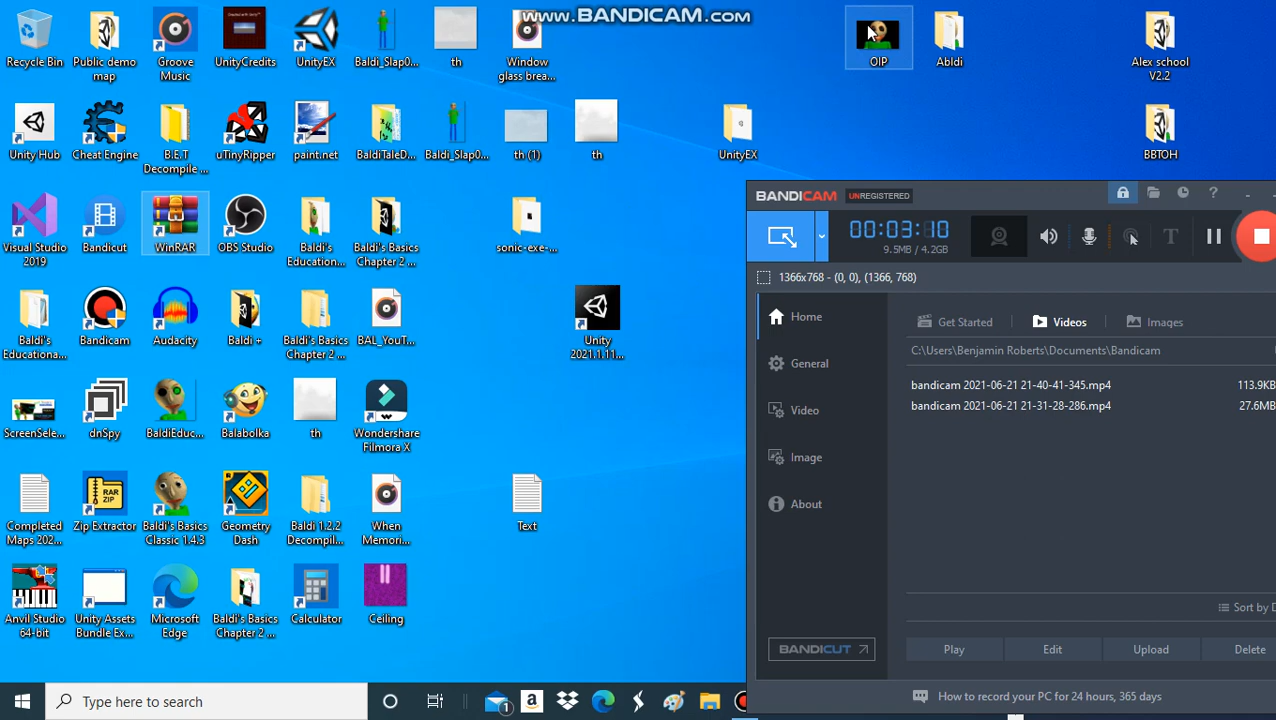 www.BANDICAM.com
Recycle Bin
Public demo
map
Groove
Music
UnityCredits
UnityEX
Baldi_Slap0...
th
Window
glass brea...
OIP
Abldi
Alex school
V2.2
Unity Hub
Cheat Engine
B.E.T
Decompile ...
uTinyRipper
paint.net
BaldiTaleD...
Baldi_Slap0...
th (1)
th
UnityEX
BBTOH
Visual Studio
2019
Bandicut
WinRAR
OBS Studio
Baldi's
Education...
Baldi's Basics
Chapter 2 ...
sonic-exe-...
Baldi's
Educationa...
Bandicam
Audacity
Baldi +
Baldi's Basics
Chapter 2 ...
BAL_YouT...
Unity
2021.1.11...
ScreenSele...
dnSpy
BaldiEduc...
Balabolka
th
Wondershare
Filmora X
Completed
Maps 202...
RAR
ZIP
Zip Extractor
Baldi's Basics
Classic 1.4.3
Geometry
Dash
Baldi 1.2.2
Decompil...
When
Memori...
Text
Anvil Studio
64-bit
Unity Assets
Bundle Ex...
Microsoft
Edge
Baldi's Basics
Chapter 2 ...
Calculator
Ceiling
BANDICAM UNREGISTERED
00:03:10
9.5MB / 4.2GB
1366x768 - (0, 0), (1366, 768)
Home
General
Video
Image
About
Get Started
Videos
Images
C:\Users\Benjamin Roberts\Documents\Bandicam
bandicam 2021-06-21 21-40-41-345.mp4 113.9KB
bandicam 2021-06-21 21-31-28-286.mp4 27.6MB
Sort by D
BANDICUT
Play Edit Upload Delete
How to record your PC for 24 hours, 365 days
Type here to search
1